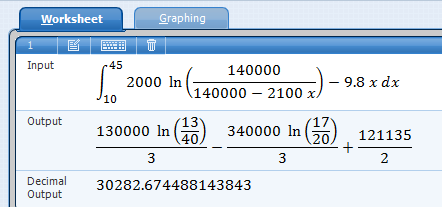 Worksheet Graphing
1
Input ∫₁₀⁴⁵ 2000 ln(140000 / (140000 − 2100 x)) − 9.8 x dx
Output 130000 ln(13/40) / 3 − 340000 ln(17/20) / 3 + 121135 / 2
Decimal Output 30282.674488143843